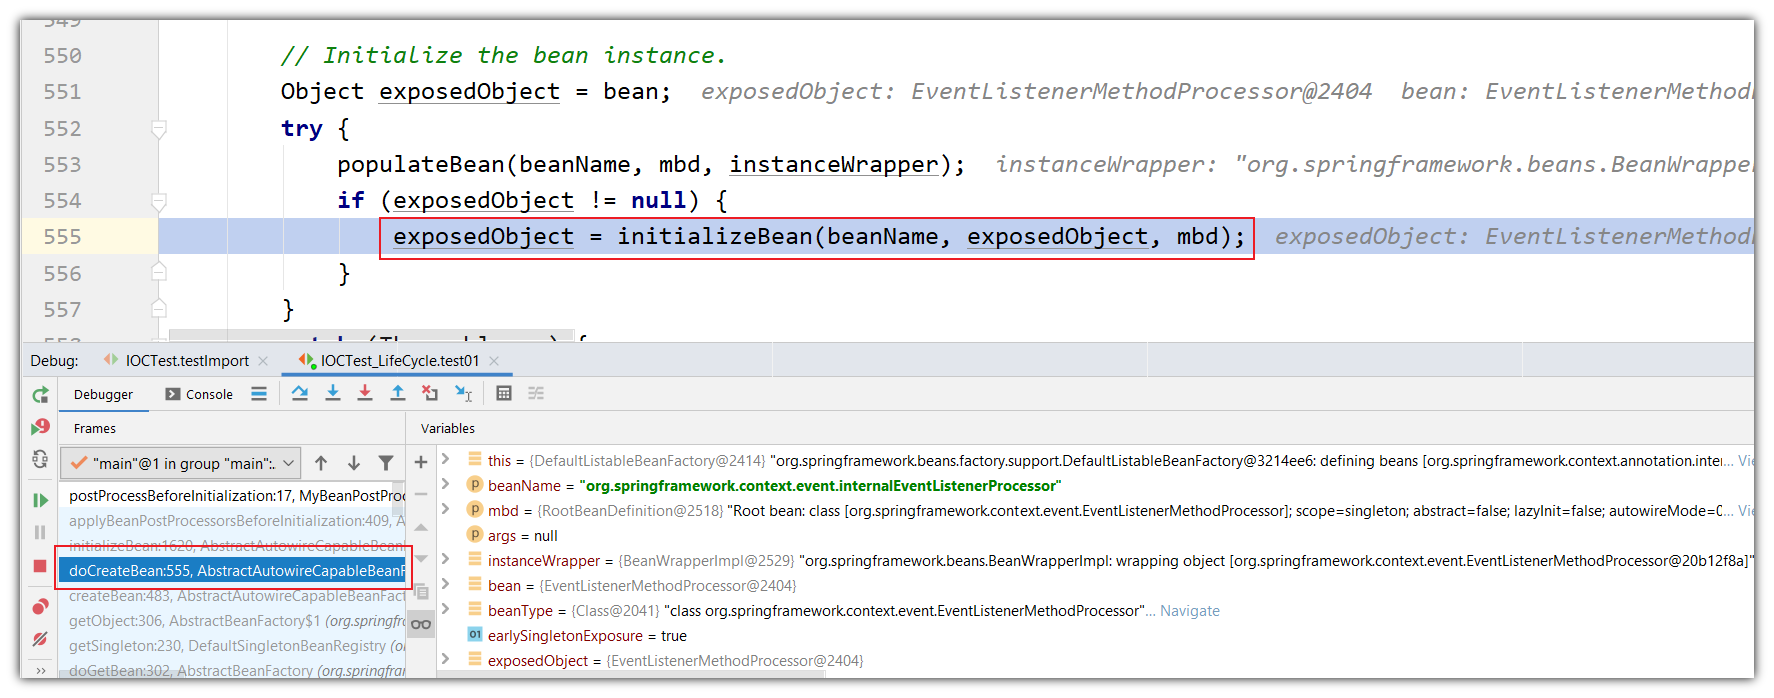 549
550 // Initialize the bean instance.
551 Object exposedObject = bean; exposedObject: EventListenerMethodProcessor@2404 bean: EventListenerMethod
552 try {
553 populateBean(beanName, mbd, instanceWrapper); instanceWrapper: "org.springframework.beans.BeanWrapper
554 if (exposedObject != null) {
555 exposedObject = initializeBean(beanName, exposedObject, mbd); exposedObject: EventListenerMethod
556 }
557 }
Debug: IOCTest.testImport IOCTest_LifeCycle.test01
Debugger Console
Frames Variables
"main"@1 in group "main":..
postProcessBeforeInitialization:17, MyBeanPostProc
applyBeanPostProcessorsBeforeInitialization:409, A
initializeBean:1620, AbstractAutowireCapableBeanF
doCreateBean:555, AbstractAutowireCapableBeanF
createBean:483, AbstractAutowireCapableBeanFact
getObject:306, AbstractBeanFactory$1 (org.springfr
getSingleton:230, DefaultSingletonBeanRegistry (o
doGetBean:302, AbstractBeanFactory (org.springfra
this = {DefaultListableBeanFactory@2414} "org.springframework.beans.factory.support.DefaultListableBeanFactory@3214ee6: defining beans [org.springframework.context.annotation.inter... Vie
beanName = "org.springframework.context.event.internalEventListenerProcessor"
mbd = {RootBeanDefinition@2518} "Root bean: class [org.springframework.context.event.EventListenerMethodProcessor]; scope=singleton; abstract=false; lazyInit=false; autowireMode=0... Vie
args = null
instanceWrapper = {BeanWrapperImpl@2529} "org.springframework.beans.BeanWrapperImpl: wrapping object [org.springframework.context.event.EventListenerMethodProcessor@20b12f8a]"
bean = {EventListenerMethodProcessor@2404}
beanType = {Class@2041} "class org.springframework.context.event.EventListenerMethodProcessor"... Navigate
01 earlySingletonExposure = true
exposedObject = {EventListenerMethodProcessor@2404}